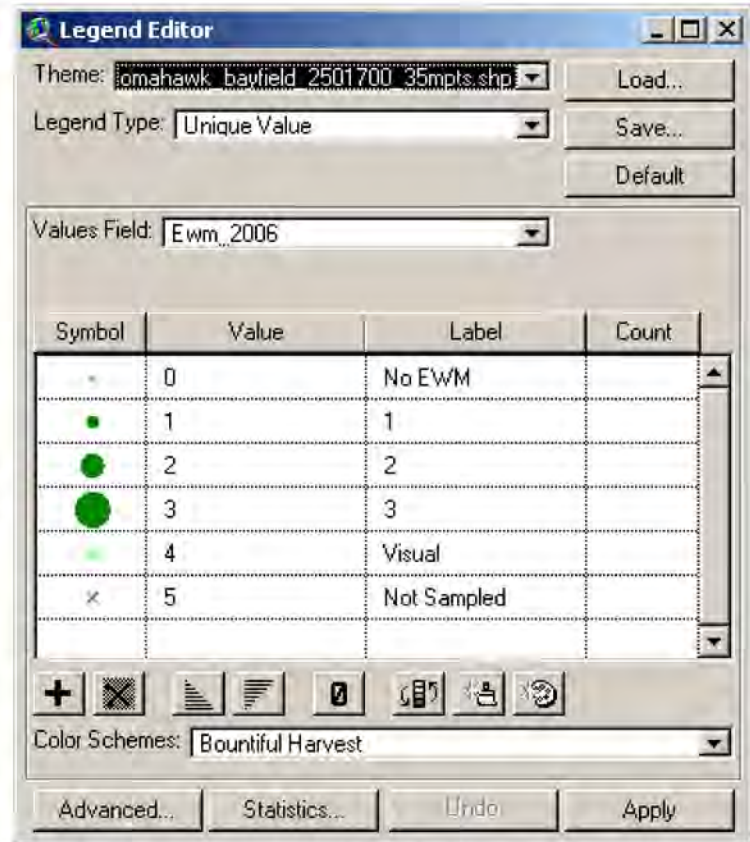 Legend Editor
Theme: omahawk_bayfield_2501700_35mpts.shp
Load...
Legend Type: Unique Value
Save...
Default
Values Field: Ewm_2006
Symbol Value Label Count
0 No EWM
1 1
2 2
3 3
4 Visual
5 Not Sampled
0
Color Schemes: Bountiful Harvest
Advanced... Statistics... Undo Apply